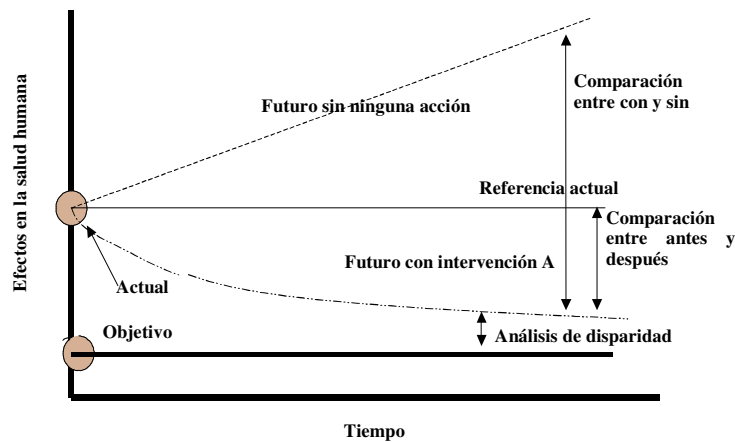 Efectos en la salud humana
Futuro sin ninguna acción
Comparación
entre con y sin
Referencia actual
Comparación
entre antes y
después
Futuro con intervención A
Actual
Objetivo
Análisis de disparidad
Tiempo